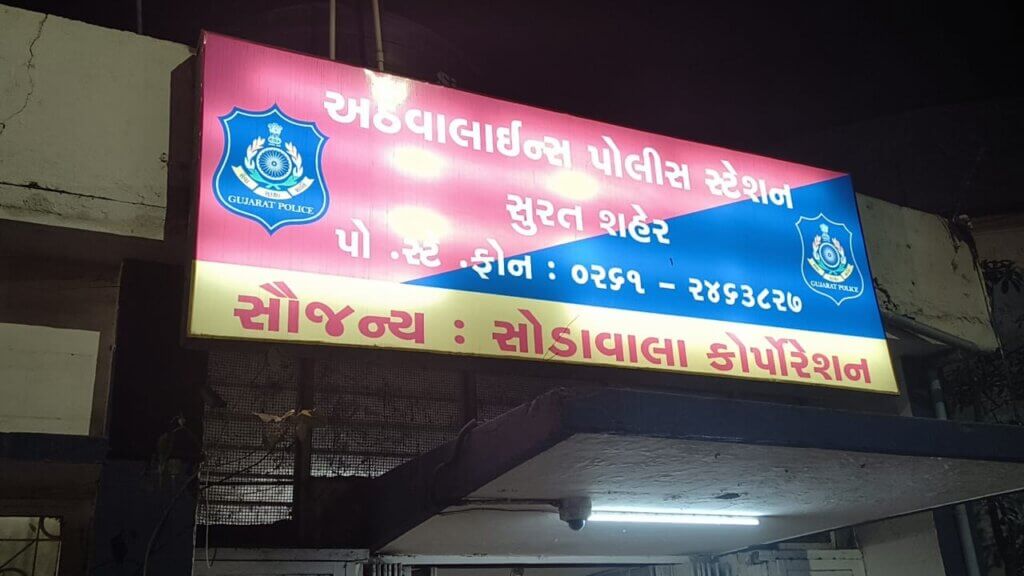 અઠવાલાઈન્સ પોલીસ સ્ટેશન
સુરત શહેર
પો .સ્ટે .ફોન : ૦૨૬૧ – ૨૪૬૩૮૨૭
સૌજન્ય : સોડાવાલા કોર્પોરેશન
GUJARAT POLICE
GUJARAT POLICE